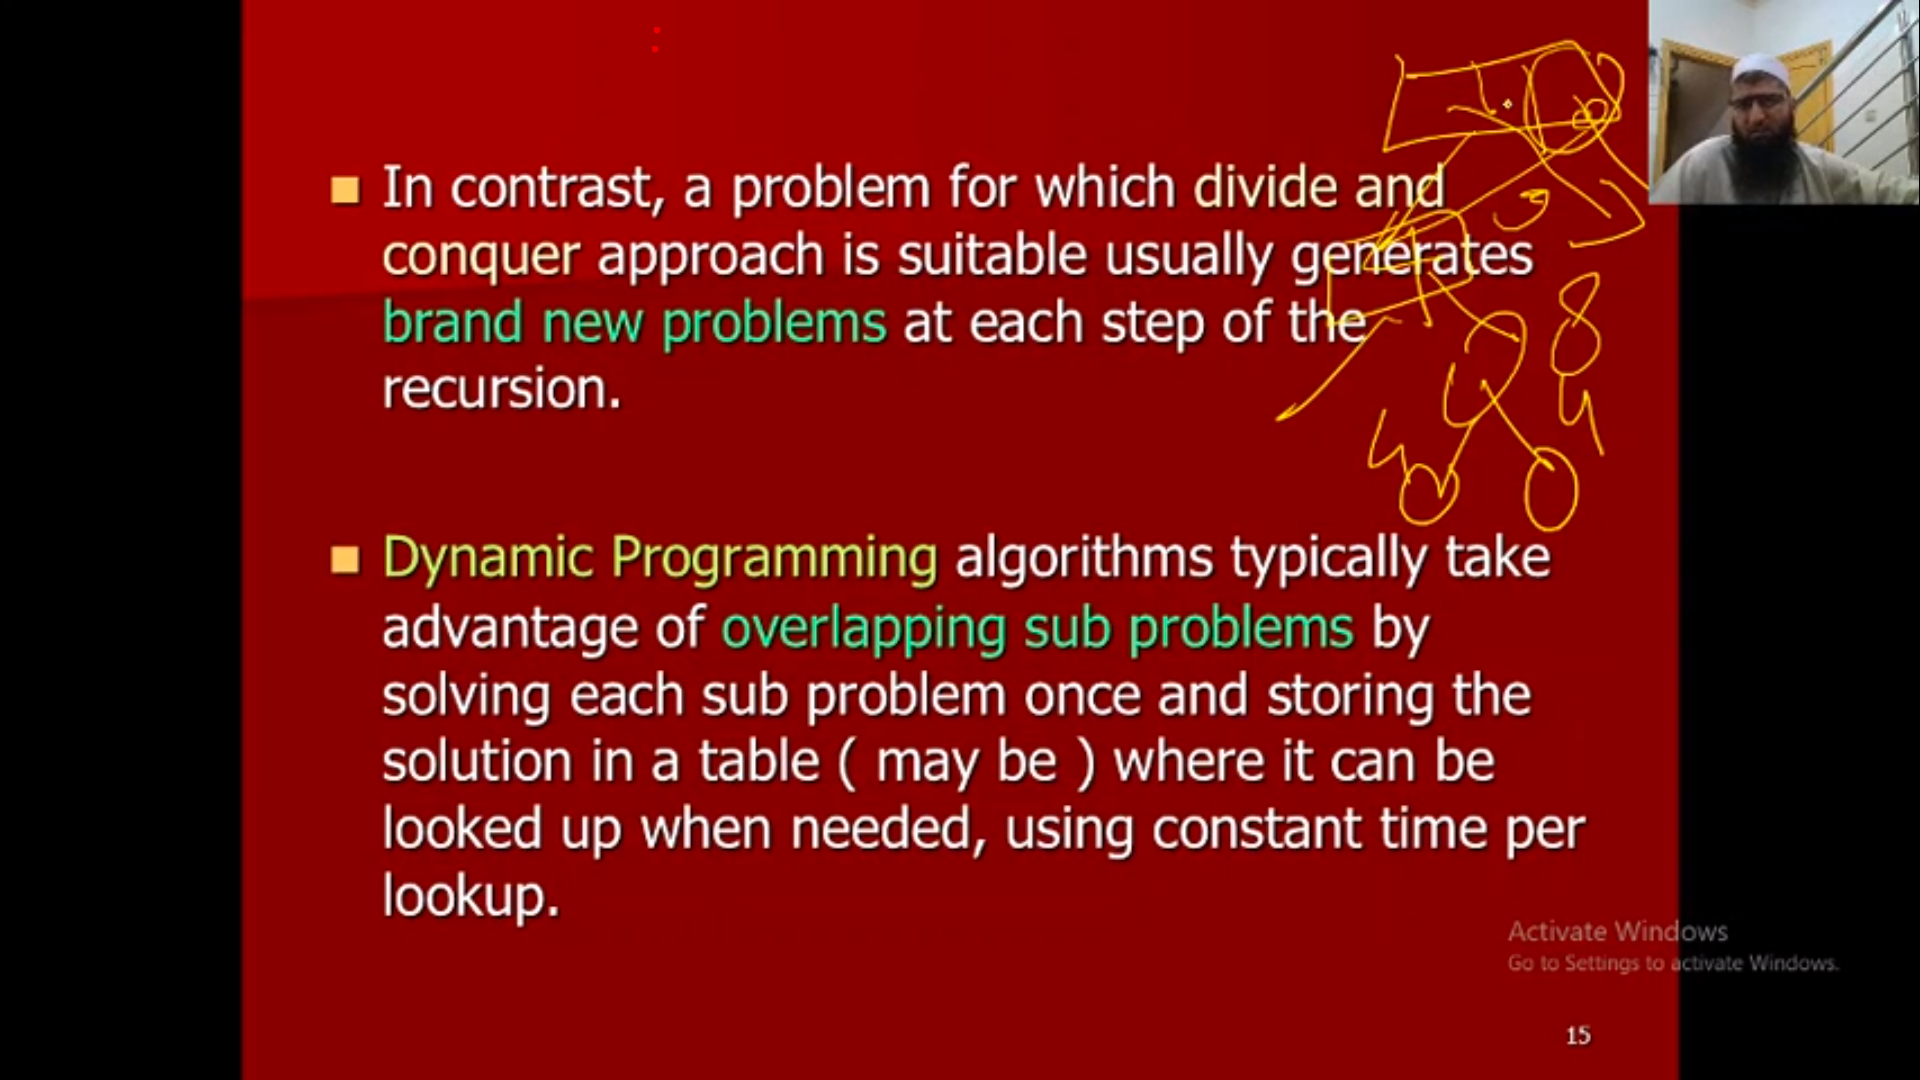 In contrast, a problem for which divide and
conquer approach is suitable usually generates
brand new problems at each step of the
recursion.
Dynamic Programming algorithms typically take
advantage of overlapping sub problems by
solving each sub problem once and storing the
solution in a table ( may be ) where it can be
looked up when needed, using constant time per
lookup.
8
4
4
Activate Windows
Go to Settings to activate Windows.
15